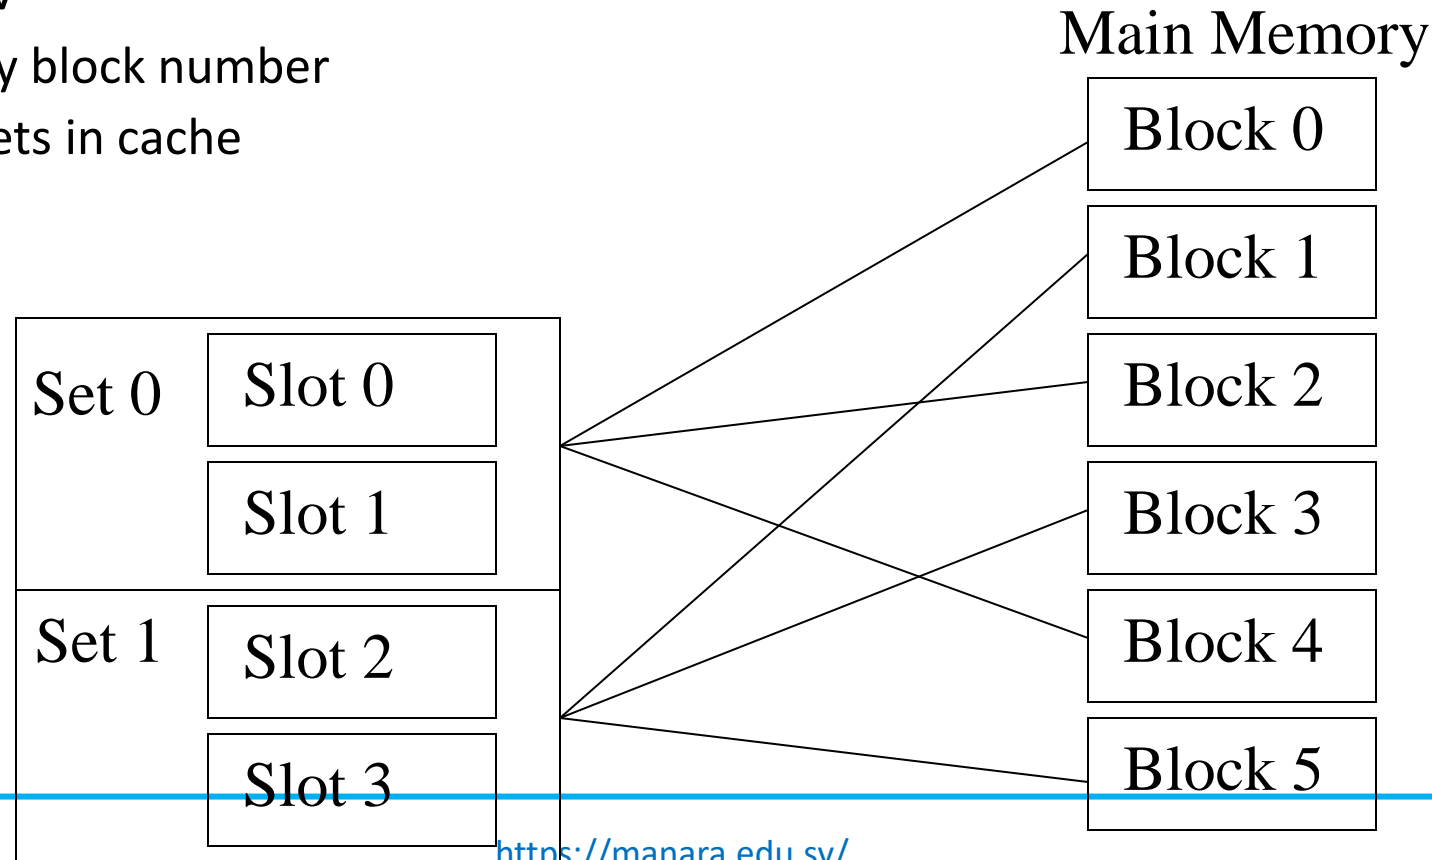 Main Memory
y block number
ets in cache
Block 0
Block 1
Block 2
Block 3
Block 4
Block 5
Set 0
Slot 0
Slot 1
Set 1
Slot 2
Slot 3
https://manara.edu.sy/